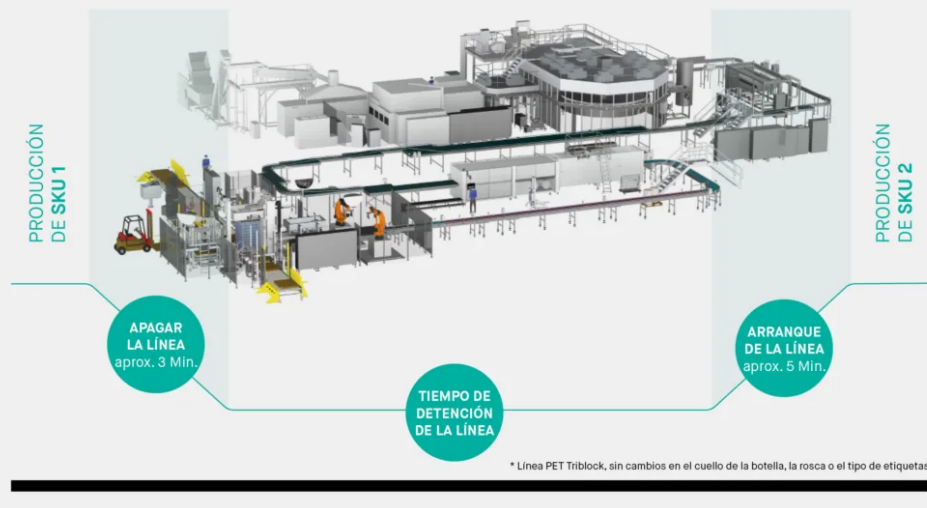 PRODUCCIÓN
DE SKU 1
PRODUCCIÓN
DE SKU 2
APAGAR
LA LÍNEA
aprox. 3 Min.
ARRANQUE
DE LA LÍNEA
aprox. 5 Min.
TIEMPO DE
DETENCIÓN
DE LA LÍNEA
* Línea PET Triblock, sin cambios en el cuello de la botella, la rosca o el tipo de etiquetas